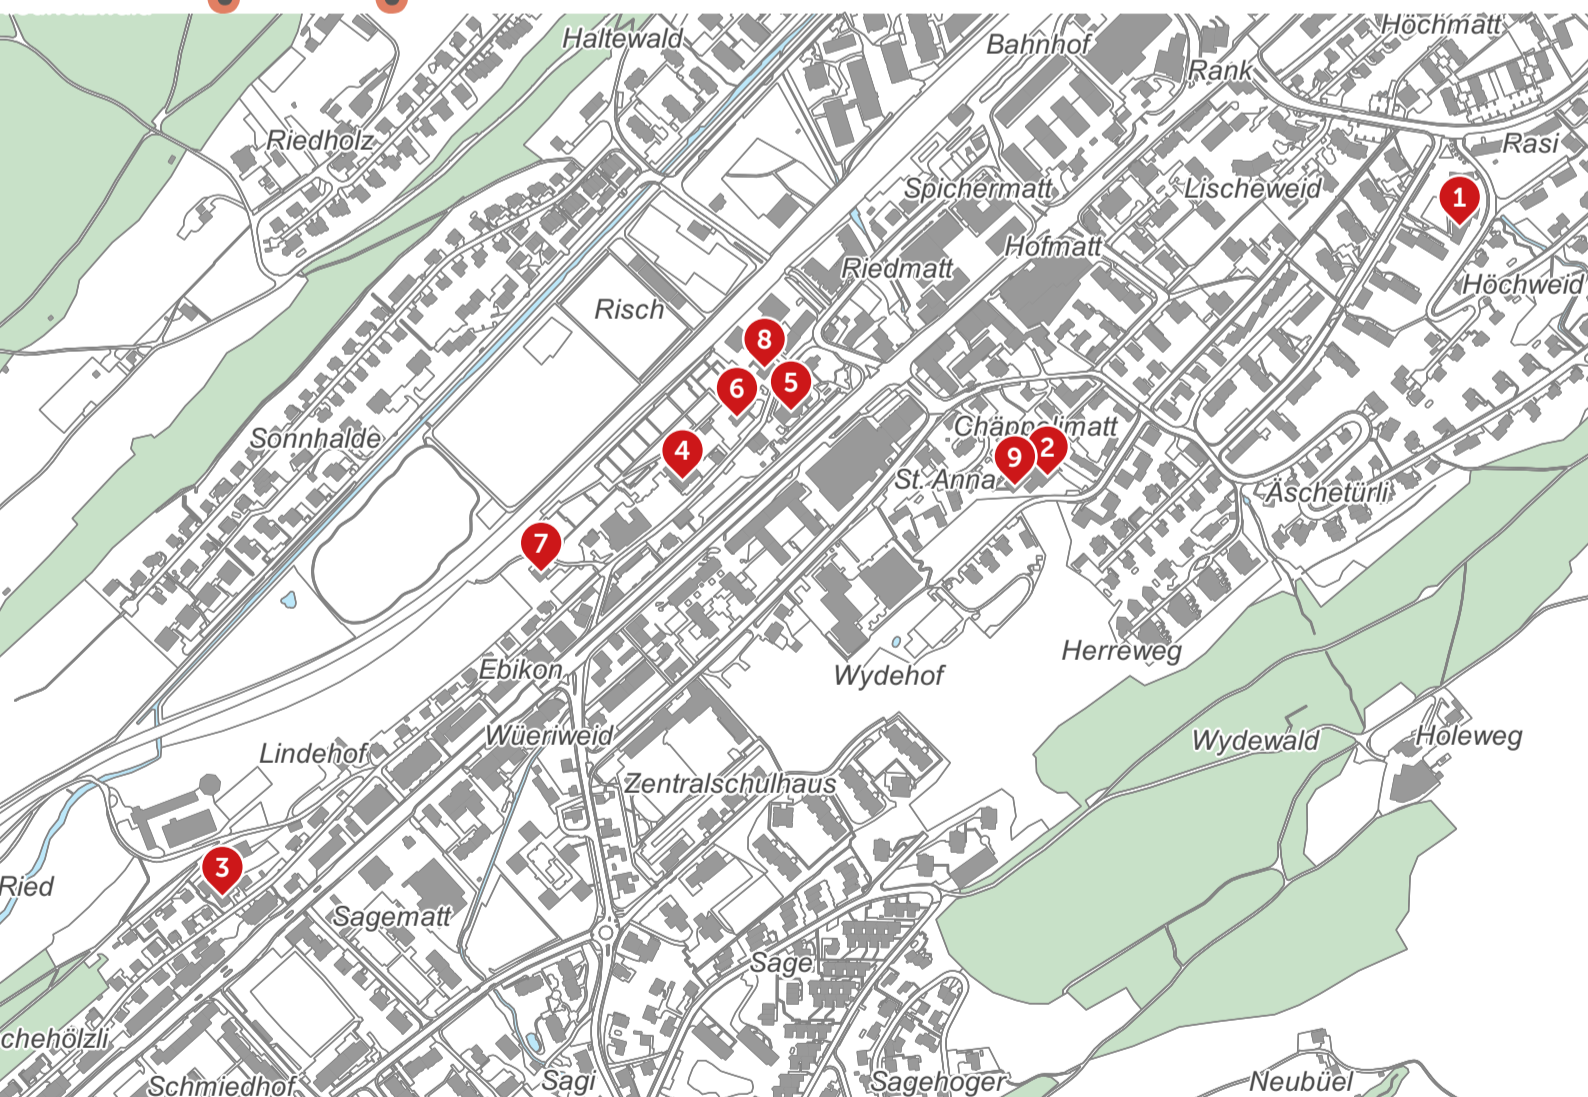 Haltewald
Bahnhof
Höchmatt
Rank
Riedholz
Rasi
Spichermatt
Lischeweid
1
Hofmatt
Riedmatt
Höchweid
Risch
8
5
6
Sonnhalde
Chäppelimatt
4
9
2
St. Anna
Äschetürli
7
Herreweg
Ebikon
Wydehof
Wüeriweid
Wydewald
Holeweg
Lindehof
Zentralschulhaus
3
Ried
Sagematt
Sage
chehölzli
Schmiedhof
Sagi
Sagehoger
Neubüel